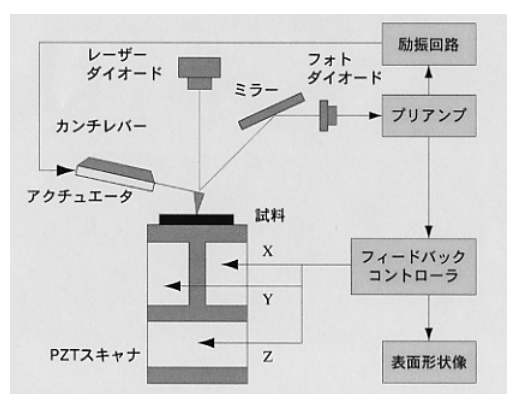 レーザー
ダイオード
ミラー
フォト
ダイオード
励振回路
プリアンプ
カンチレバー
アクチュエータ
試料
X
Y
Z
フィードバック
コントローラ
PZTスキャナ
表面形状像